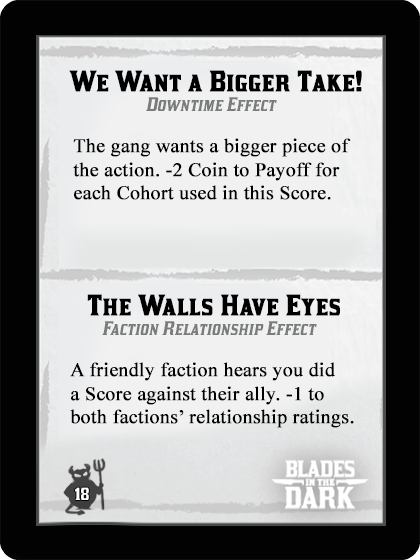 We Want a Bigger Take!
Downtime Effect
The gang wants a bigger piece of
the action. -2 Coin to Payoff for
each Cohort used in this Score.
The Walls Have Eyes
Faction Relationship Effect
A friendly faction hears you did
a Score against their ally. -1 to
both factions’ relationship ratings.
18
BLADES
IN THE
DARK